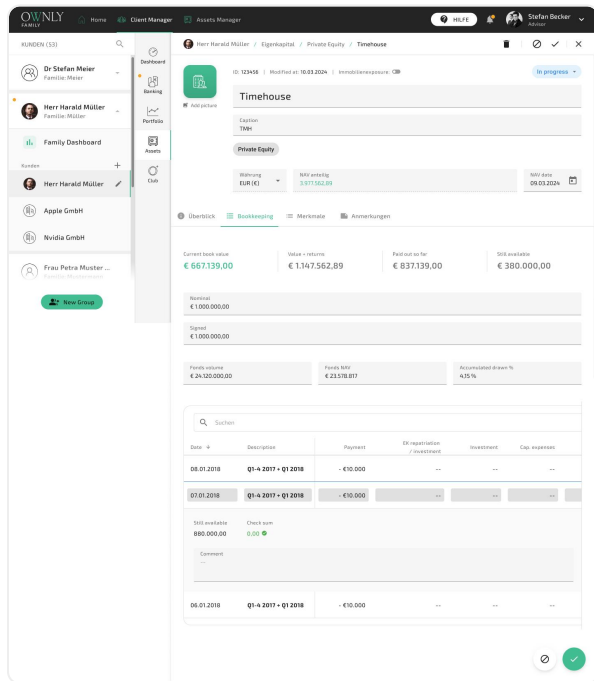 OWNLY
FAMILY
Home
Client Manager
Assets Manager
HILFE
Stefan Becker
Advisor
KUNDEN (53)
Dr Stefan Meier
Familie: Meier
Herr Harald Müller
Familie: Müller
Family Dashboard
Kunden
Herr Harald Müller
Apple GmbH
Nvidia GmbH
Frau Petra Muster ...
New Group
Dashboard
Banking
Portfolio
Assets
Club
Herr Harald Müller / Eigenkapital / Private Equity / Timehouse
ID: 123456 | Modified at: 10.03.2024 | Immobilienexposure:
In progress
Add picture
Timehouse
Caption
TMH
Private Equity
Währung
EUR (€)
NAV anteilig
3.977.562,89
NAV date
09.03.2024
Überblick
Bookkeeping
Merkmale
Anmerkungen
Current book value
€ 667.139,00
Value + returns
€ 1.147.562,89
Paid out so far
€ 837.139,00
Still available
€ 380.000,00
Nominal
€ 1.000.000,00
Signed
€ 1.000.000,00
Fonds volume
€ 24.120.000,00
Fonds NAV
€ 23.578.817
Accumulated drawn %
4,15 %
Suchen
Date Description Payment EK repatriation / investment Investment Cap. expenses
08.01.2018 Q1-4 2017 + Q1 2018 - €10.000 -- -- --
07.01.2018 Q1-4 2017 + Q1 2018 - €10.000 -- -- --
Still available
880.000,00
Check sum
0.00
Comment
---
06.01.2018 Q1-4 2017 + Q1 2018 - €10.000 -- -- --